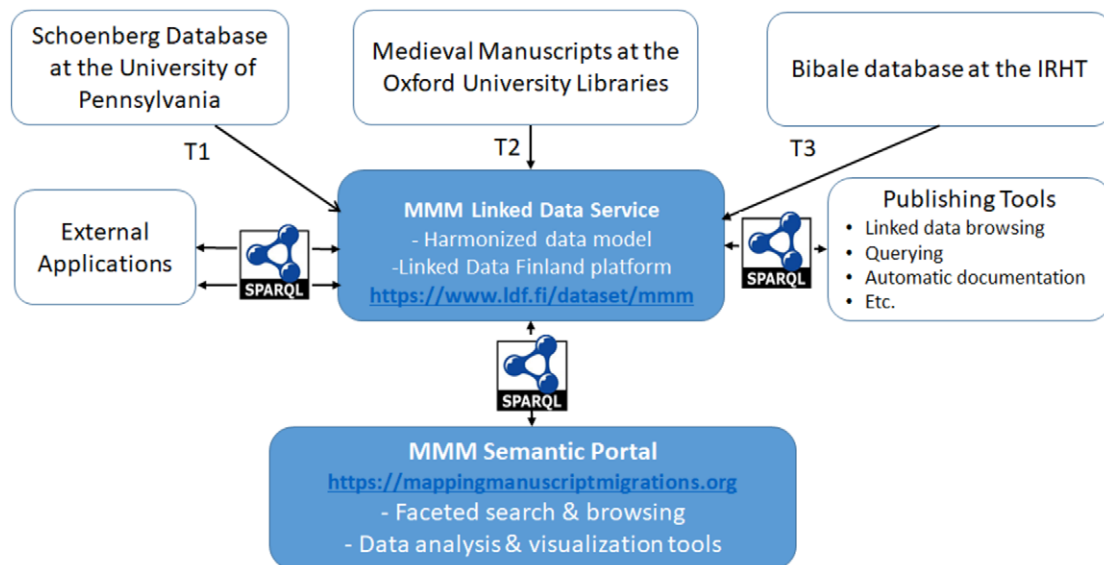 Schoenberg Database
at the University of
Pennsylvania
Medieval Manuscripts at the
Oxford University Libraries
Bibale database at the IRHT
T1
T2
T3
External
Applications
SPARQL
MMM Linked Data Service
- Harmonized data model
-Linked Data Finland platform
https://www.ldf.fi/dataset/mmm
SPARQL
Publishing Tools
• Linked data browsing
• Querying
• Automatic documentation
• Etc.
SPARQL
MMM Semantic Portal
https://mappingmanuscriptmigrations.org
- Faceted search & browsing
- Data analysis & visualization tools